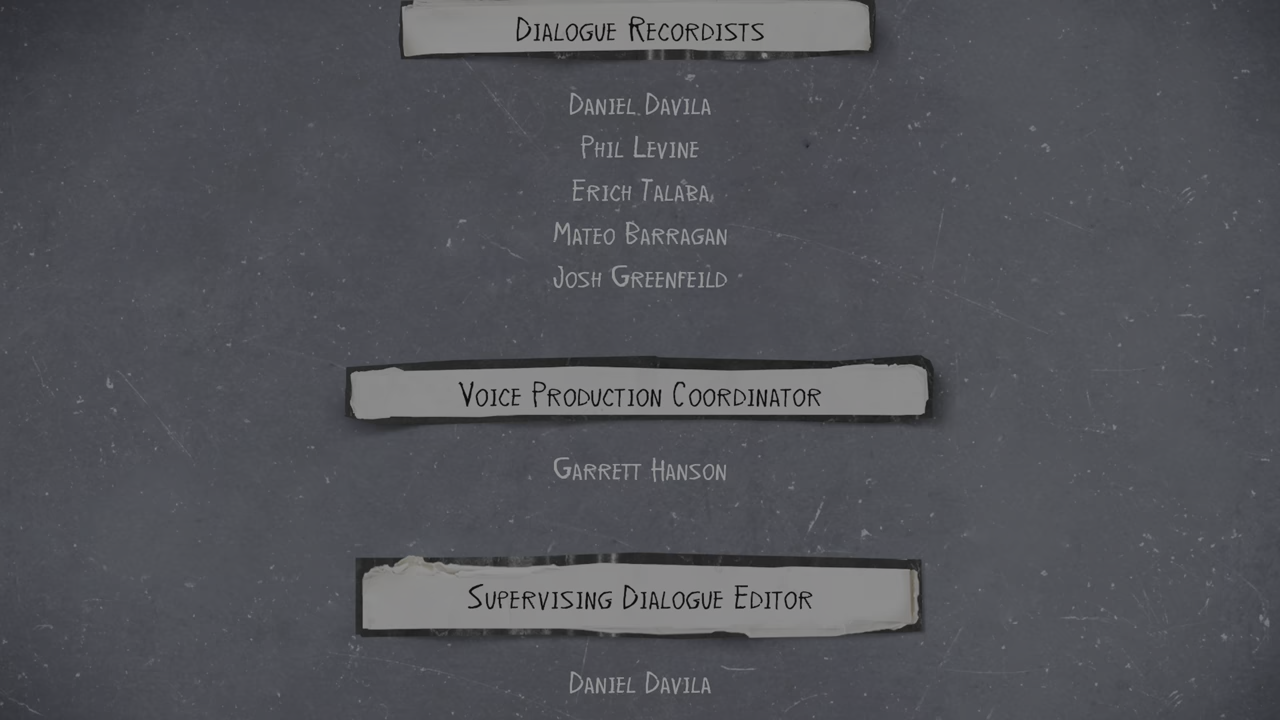 Dialogue Recordists
Daniel Davila
Phil Levine
Erich Talaba
Mateo Barragan
Josh Greenfeild
Voice Production Coordinator
Garrett Hanson
Supervising Dialogue Editor
Daniel Davila